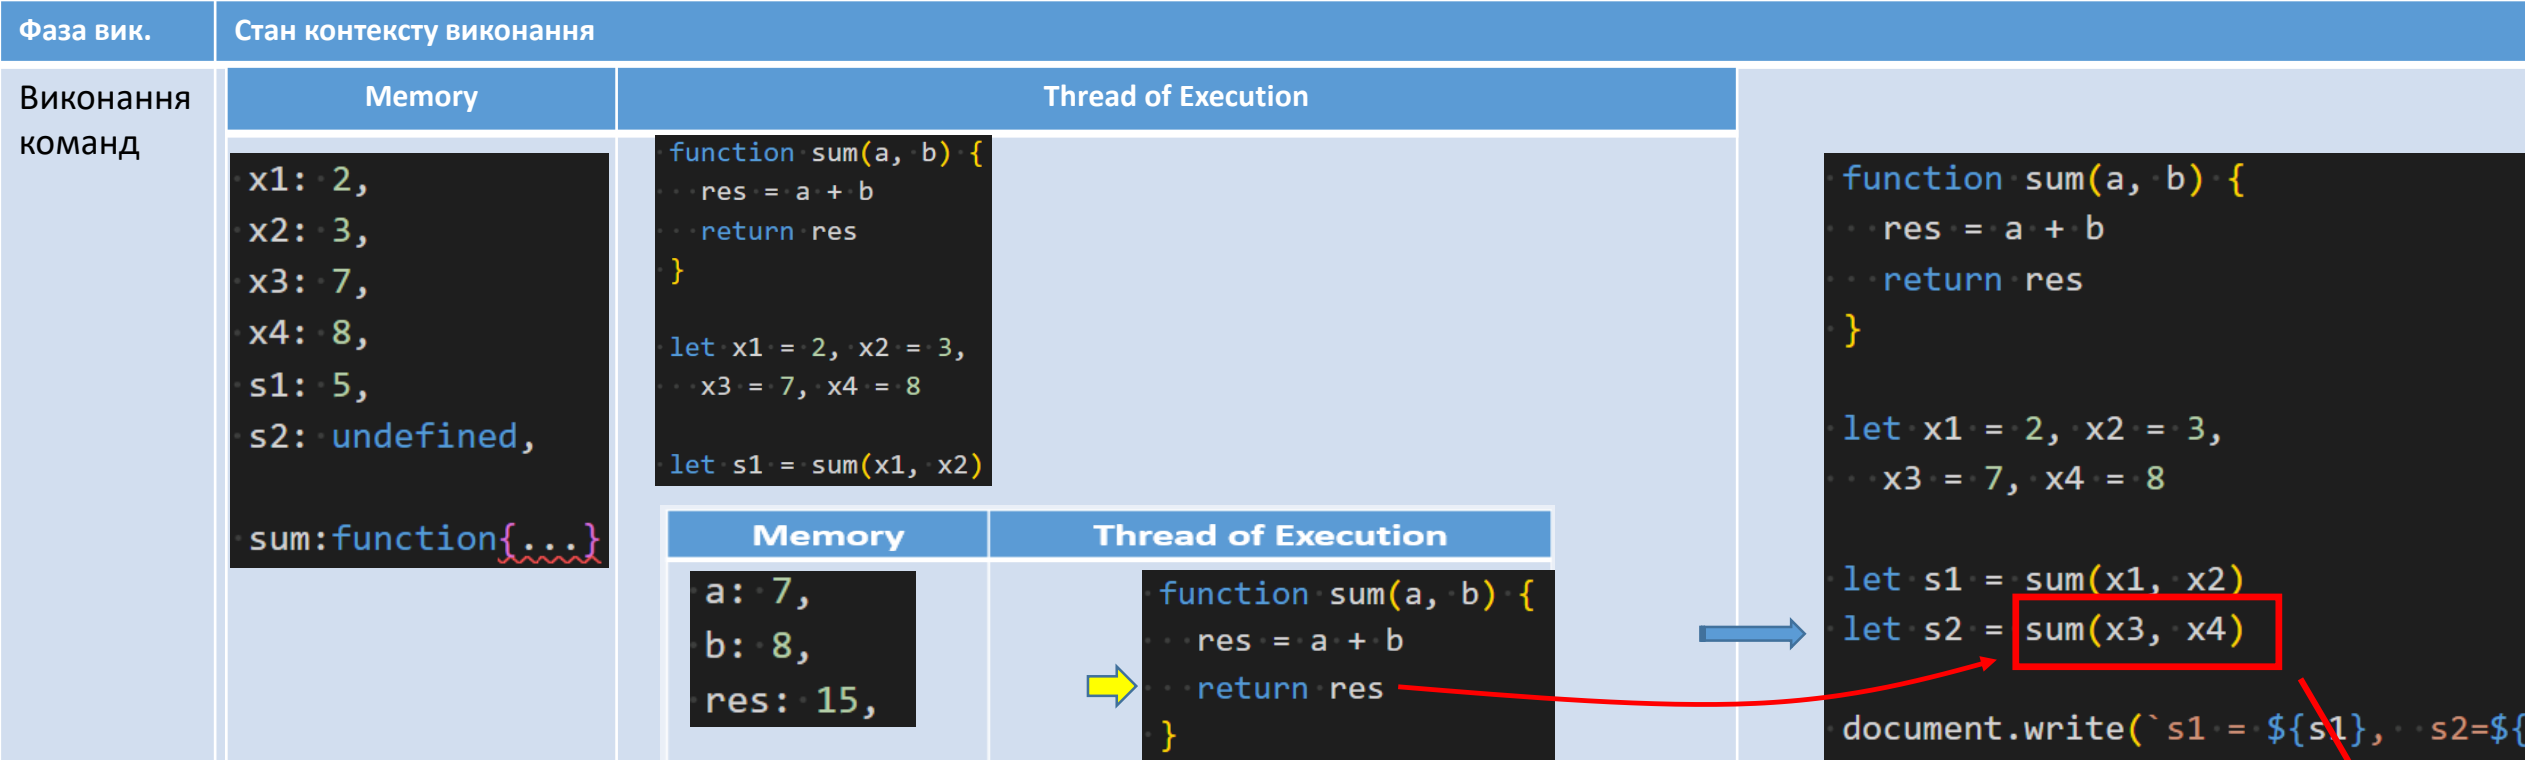 Фаза вик.
Стан контексту виконання
Виконання
команд
Memory
Thread of Execution
x1: 2,
x2: 3,
x3: 7,
x4: 8,
s1: 5,
s2: undefined,
sum:function{...}
function sum(a, b) {
res = a + b
return res
}
let x1 = 2, x2 = 3,
x3 = 7, x4 = 8
let s1 = sum(x1, x2)
Memory
Thread of Execution
a: 7,
b: 8,
res: 15,
function sum(a, b) {
res = a + b
return res
}
function sum(a, b) {
res = a + b
return res
}
let x1 = 2, x2 = 3,
x3 = 7, x4 = 8
let s1 = sum(x1, x2)
let s2 = sum(x3, x4)
document.write(`s1 = ${s1}, s2=${